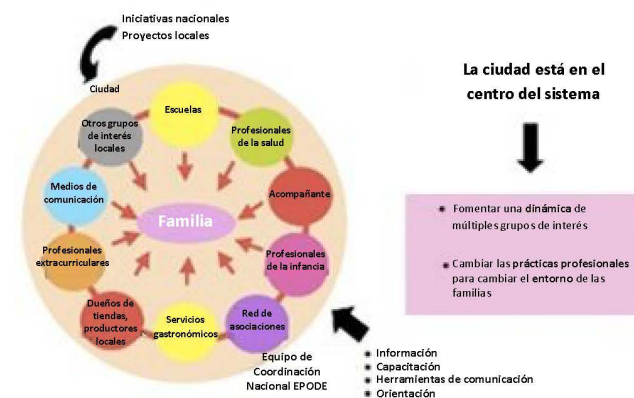 Iniciativas nacionales
Proyectos locales
Ciudad
Escuelas
Otros grupos
de interés
locales
Profesionales
de la salud
Medios de
comunicación
Acompañante
Familia
Profesionales
extracurriculares
Profesionales
de la infancia
Dueños de
tiendas,
productores
locales
Servicios
gastronómicos
Red de
asociaciones
Equipo de
Coordinación
Nacional EPODE
Información
Capacitación
Herramientas de comunicación
Orientación
La ciudad está en el
centro del sistema
Fomentar una dinámica de
múltiples grupos de interés
Cambiar las prácticas profesionales
para cambiar el entorno de las
familias